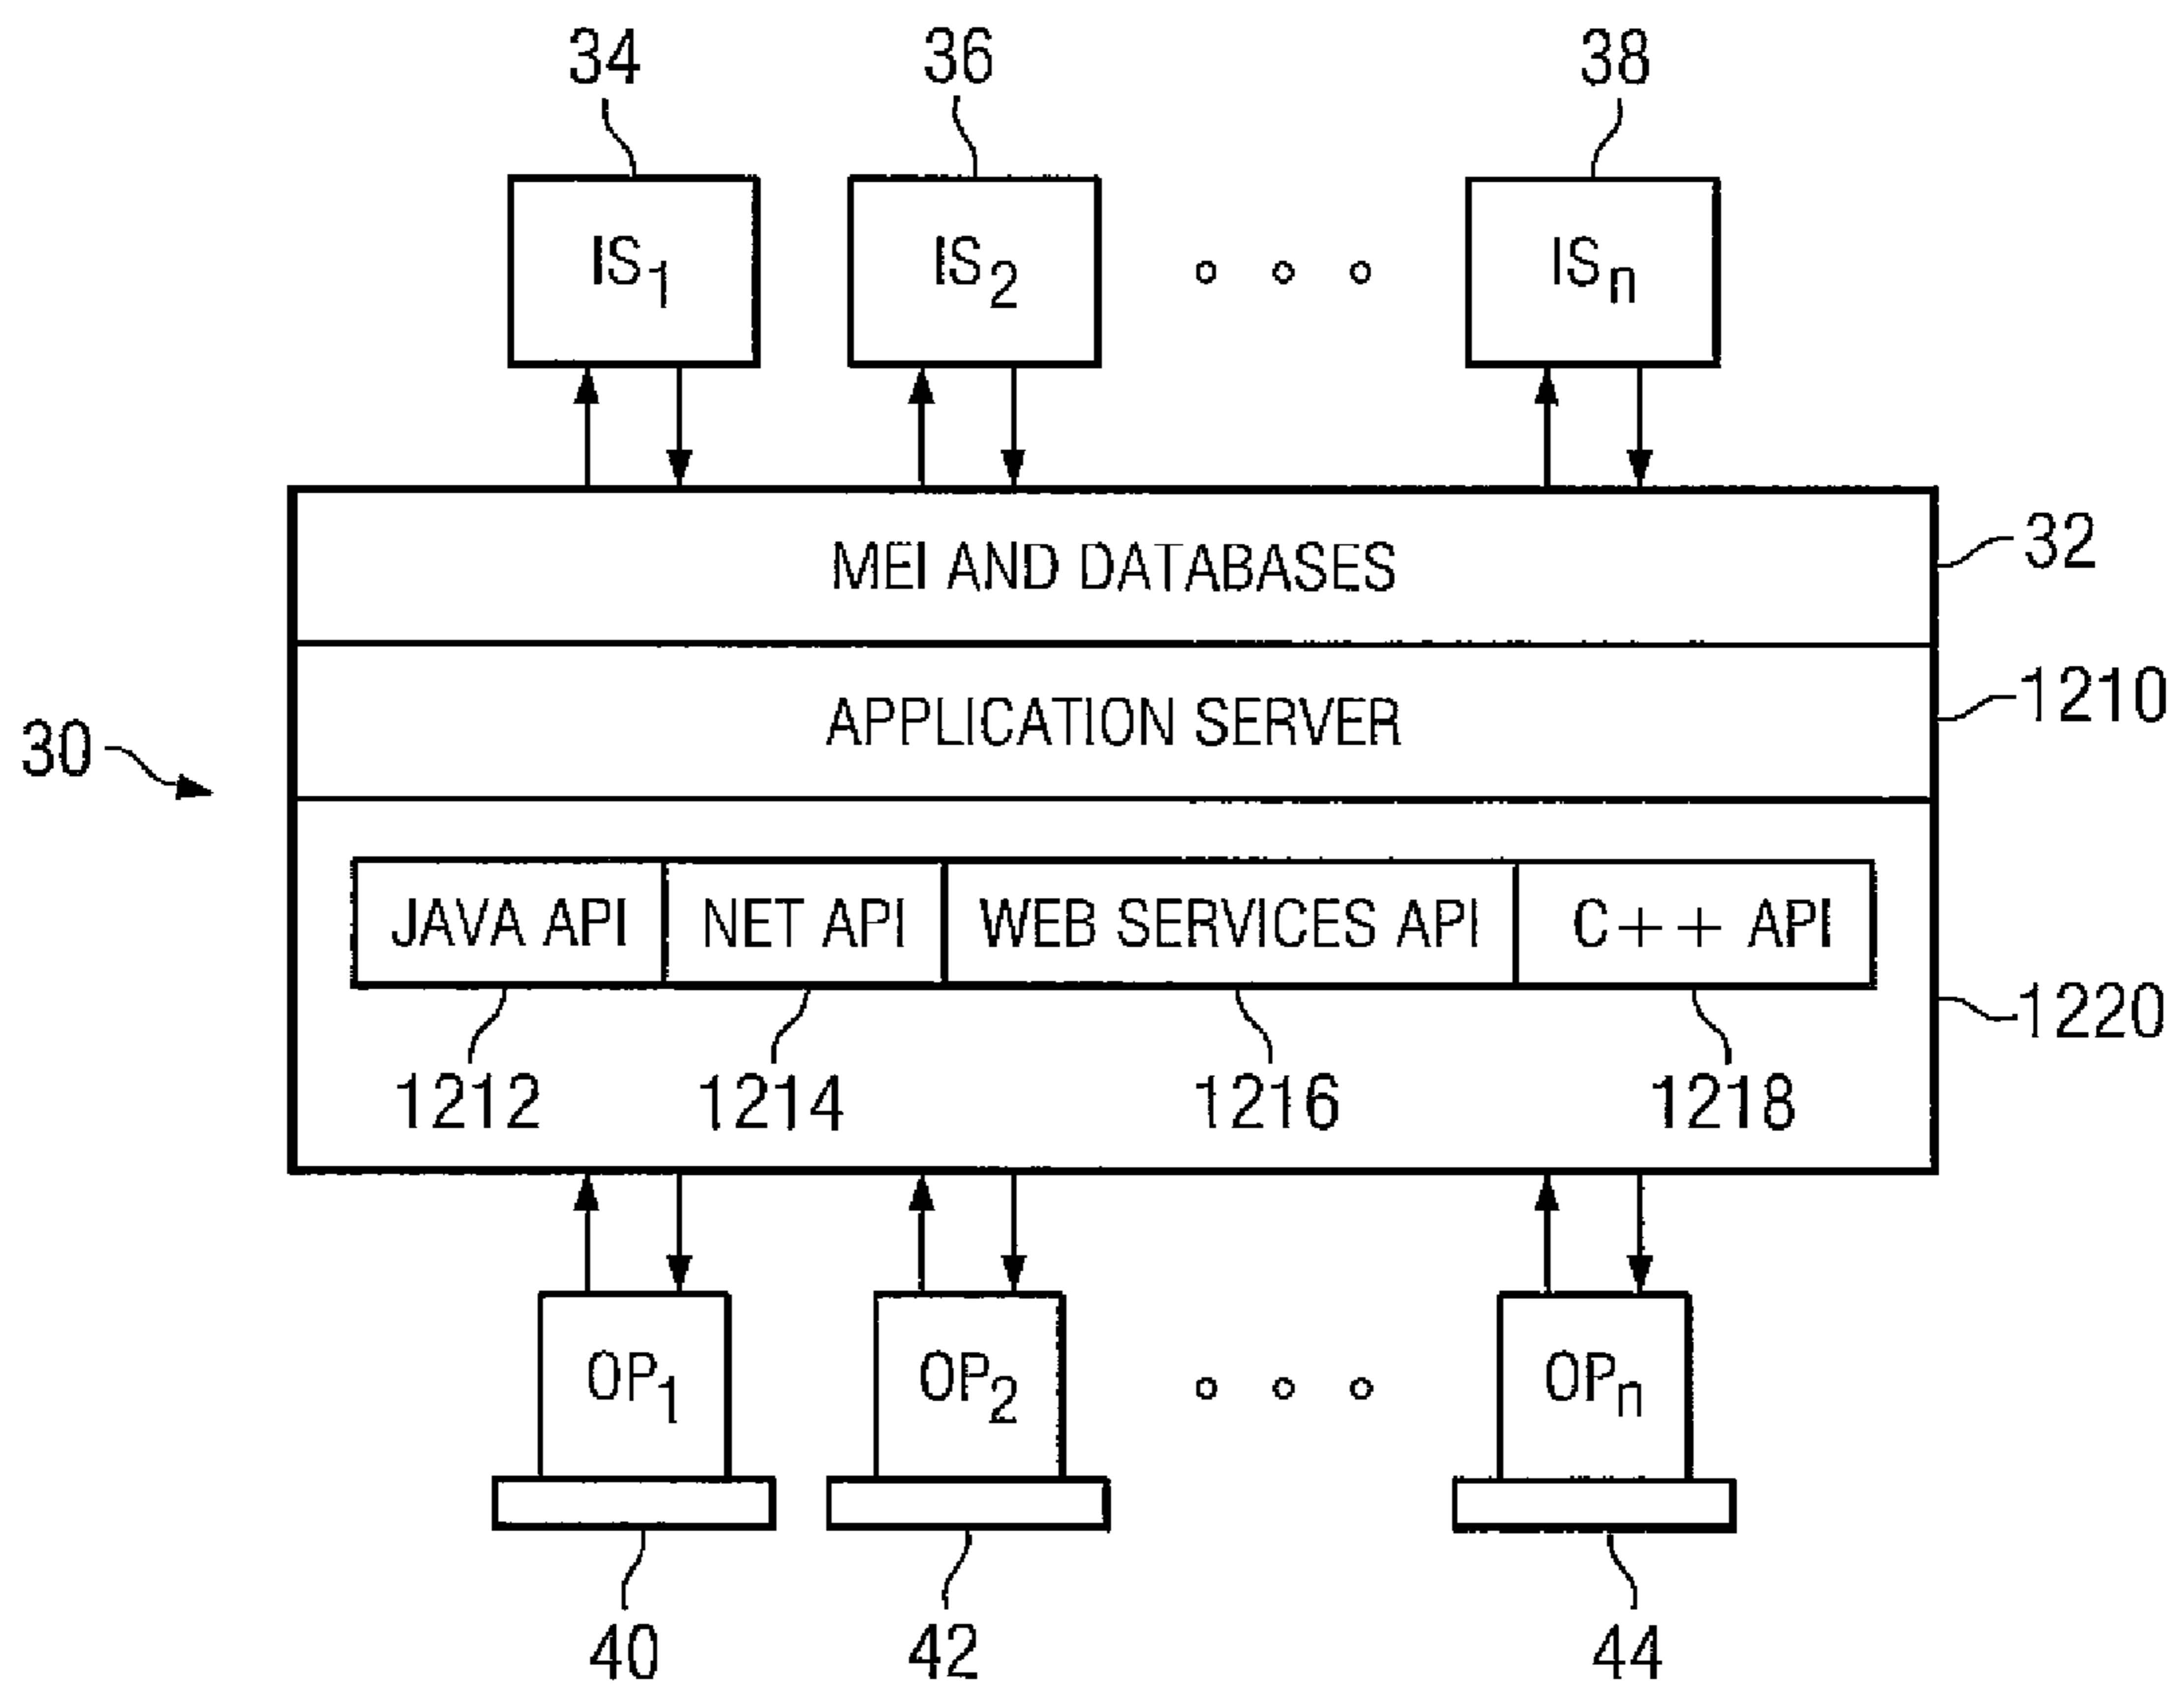 34 36 38
IS1 IS2 ISn
MEI AND DATABASES 32
APPLICATION SERVER 1210
30
JAVA API NET API WEB SERVICES API C++ API
1220
1212 1214 1216 1218
OP1 OP2 OPn
40 42 44